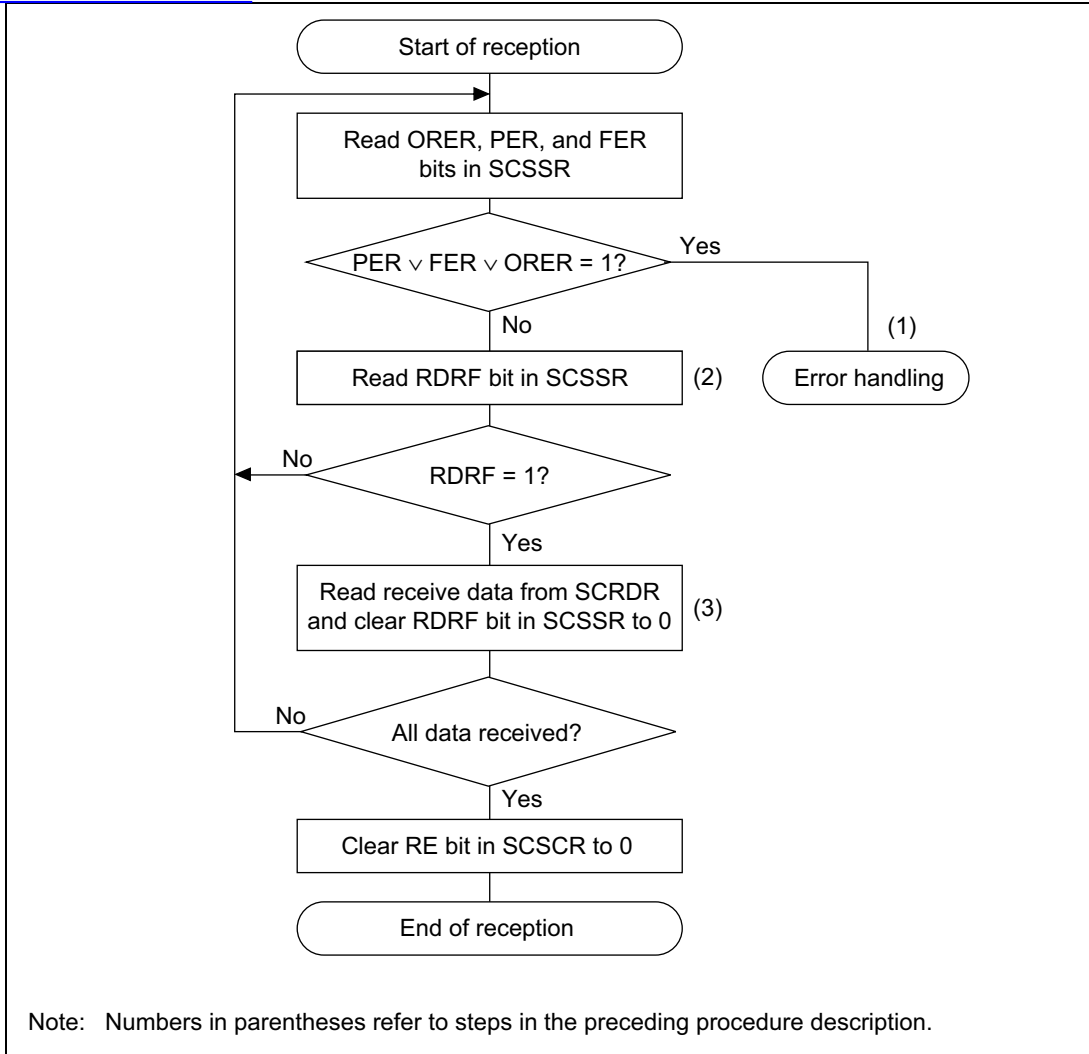 Start of reception
Read ORER, PER, and FER
bits in SCSSR
PER ∨ FER ∨ ORER = 1?
Yes
No
(1)
Error handling
Read RDRF bit in SCSSR
(2)
No
RDRF = 1?
Yes
Read receive data from SCRDR
and clear RDRF bit in SCSSR to 0
(3)
No
All data received?
Yes
Clear RE bit in SCSCR to 0
End of reception
Note: Numbers in parentheses refer to steps in the preceding procedure description.